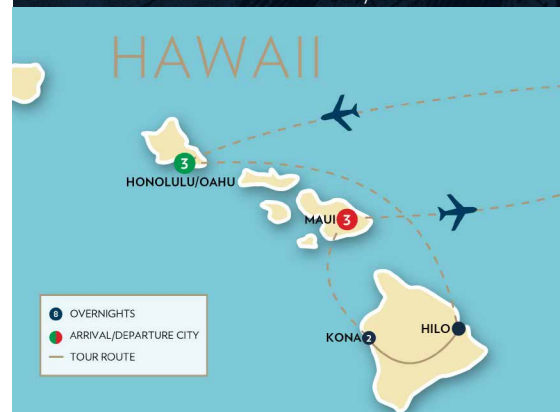 HAWAII
3
HONOLULU/OAHU
MAUI 3
KONA 2
HILO
8 OVERNIGHTS
ARRIVAL/DEPARTURE CITY
TOUR ROUTE